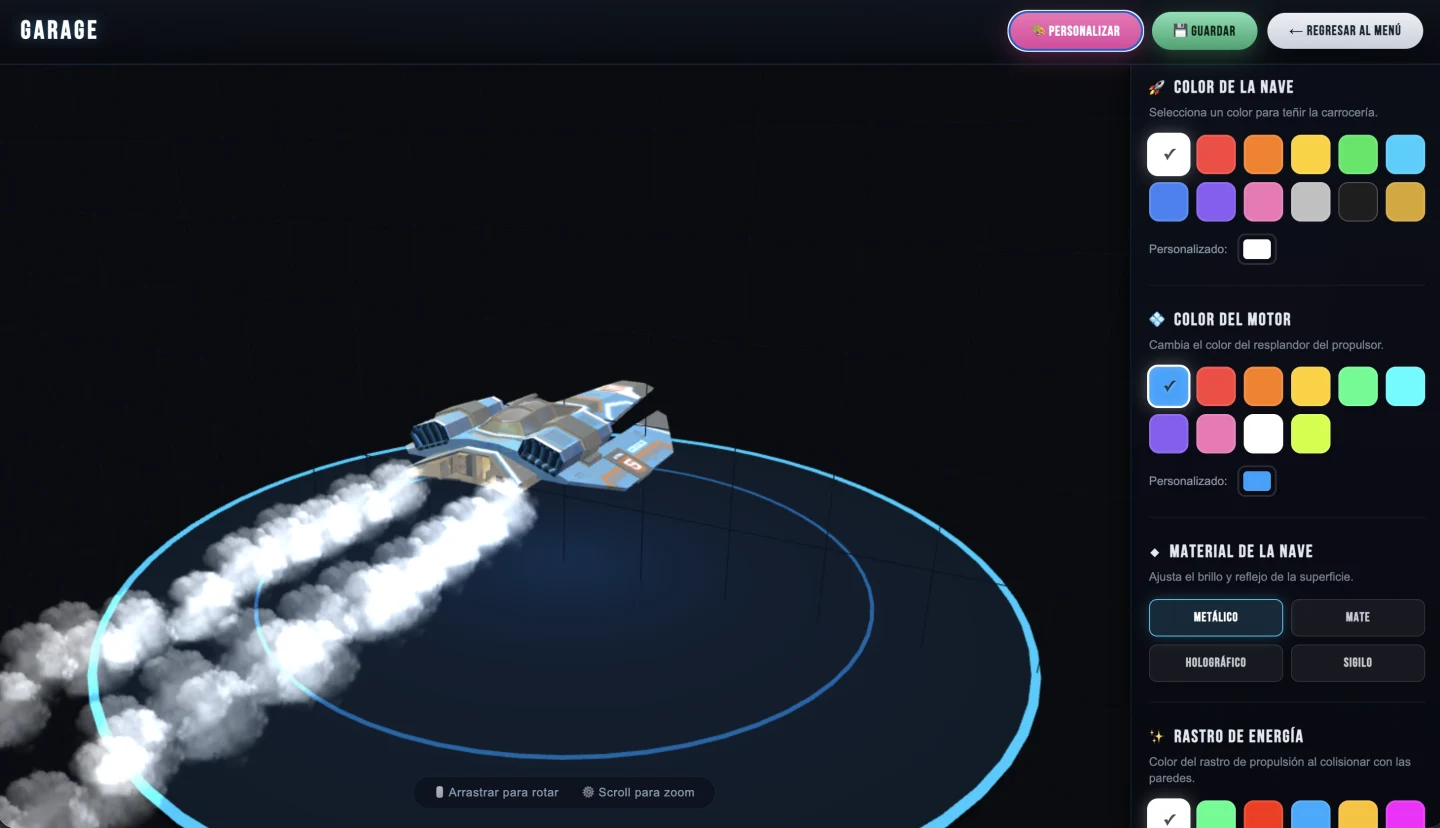 GARAGE
PERSONALIZAR
GUARDAR
← REGRESAR AL MENÚ
COLOR DE LA NAVE
Selecciona un color para teñir la carrocería.
✓
Personalizado:
COLOR DEL MOTOR
Cambia el color del resplandor del propulsor.
✓
Personalizado:
MATERIAL DE LA NAVE
Ajusta el brillo y reflejo de la superficie.
METÁLICO
MATE
HOLOGRÁFICO
SIGILO
RASTRO DE ENERGÍA
Color del rastro de propulsión al colisionar con las
paredes.
✓
Arrastrar para rotar
Scroll para zoom